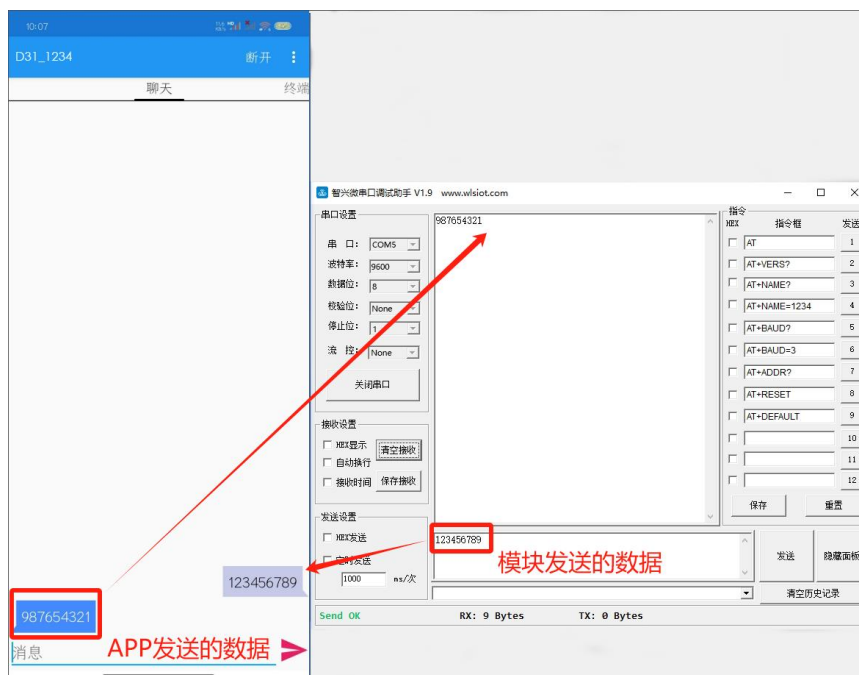 10:07
D31_1234
断开
聊天
终端
987654321
123456789
消息
APP发送的数据
智兴微串口调试助手 V1.9 www.wlsiot.com
串口设置
串 口: COM5
波特率: 9600
数据位: 8
校验位: None
停止位: 1
流 控: None
关闭串口
接收设置
HEX显示
清空接收
自动换行
接收时间
保存接收
发送设置
HEX发送
定时发送
1000 ms/次
987654321
123456789
模块发送的数据
发送
隐藏面板
清空历史记录
指令
HEX 指令框 发送
AT 1
AT+VERS? 2
AT+NAME? 3
AT+NAME=1234 4
AT+BAUD? 5
AT+BAUD=3 6
AT+ADDR? 7
AT+RESET 8
AT+DEFAULT 9
10
11
12
保存
重置
Send OK RX: 9 Bytes TX: 0 Bytes